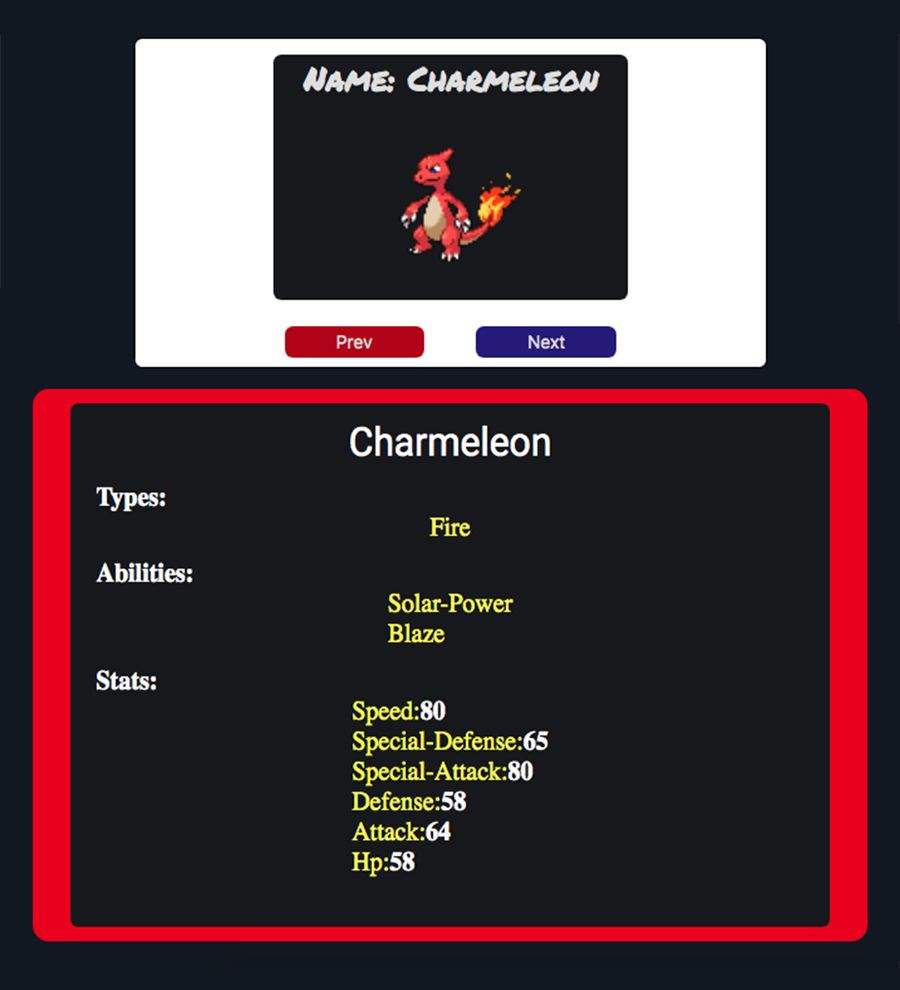 Name: Charmeleon
Prev Next
Charmeleon
Types:
Fire
Abilities:
Solar-Power
Blaze
Stats:
Speed:80
Special-Defense:65
Special-Attack:80
Defense:58
Attack:64
Hp:58